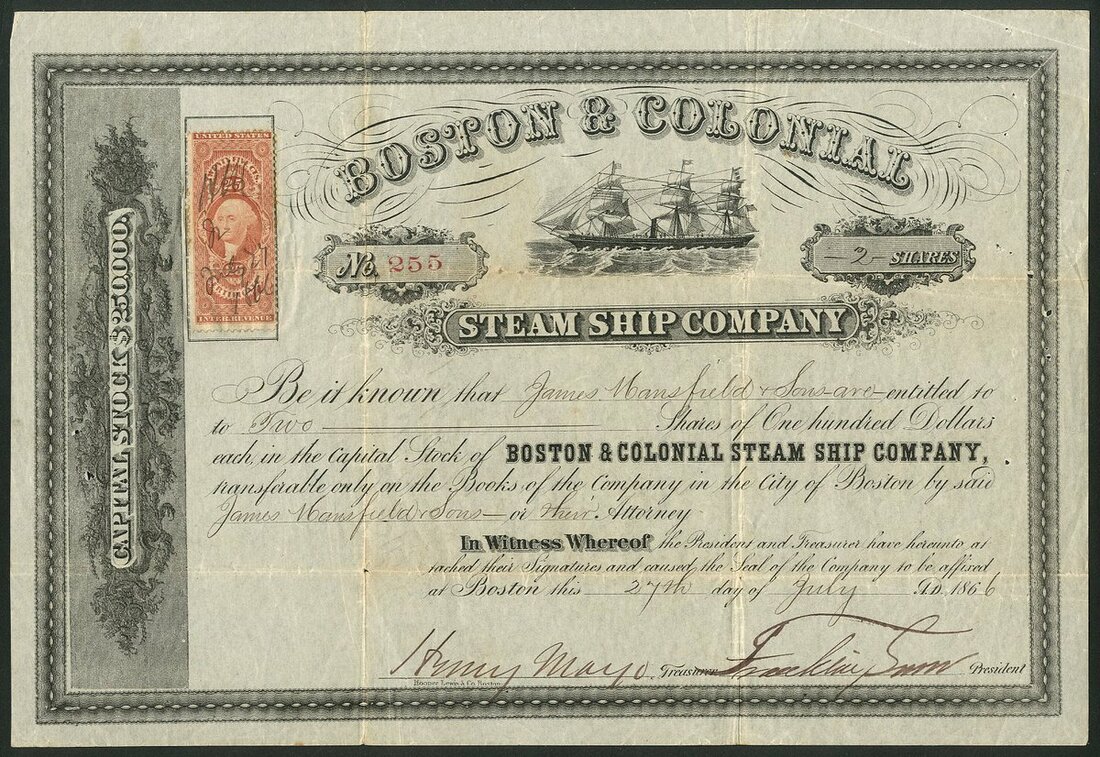 BOSTON & COLONIAL
UNITED STATES
25
25
INTER. REVENUE
No. 255
2 SHARES
STEAM SHIP COMPANY
CAPITAL STOCK $250,000.
Be it known that James Mansfield & Sons are entitled to
to Two Shares of One hundred Dollars
each, in the Capital Stock of BOSTON & COLONIAL STEAM SHIP COMPANY,
transferable only on the Books of the Company in the City of Boston by said
James Mansfield & Sons or their Attorney
In Witness Whereof the President and Treasurer have hereunto at
tached their Signatures and caused the Seal of the Company to be affixed
at Boston this 27th day of July A.D. 1866
Henry Mayo Treasurer Franklin Snow President
Hooper Lewis & Co. Boston